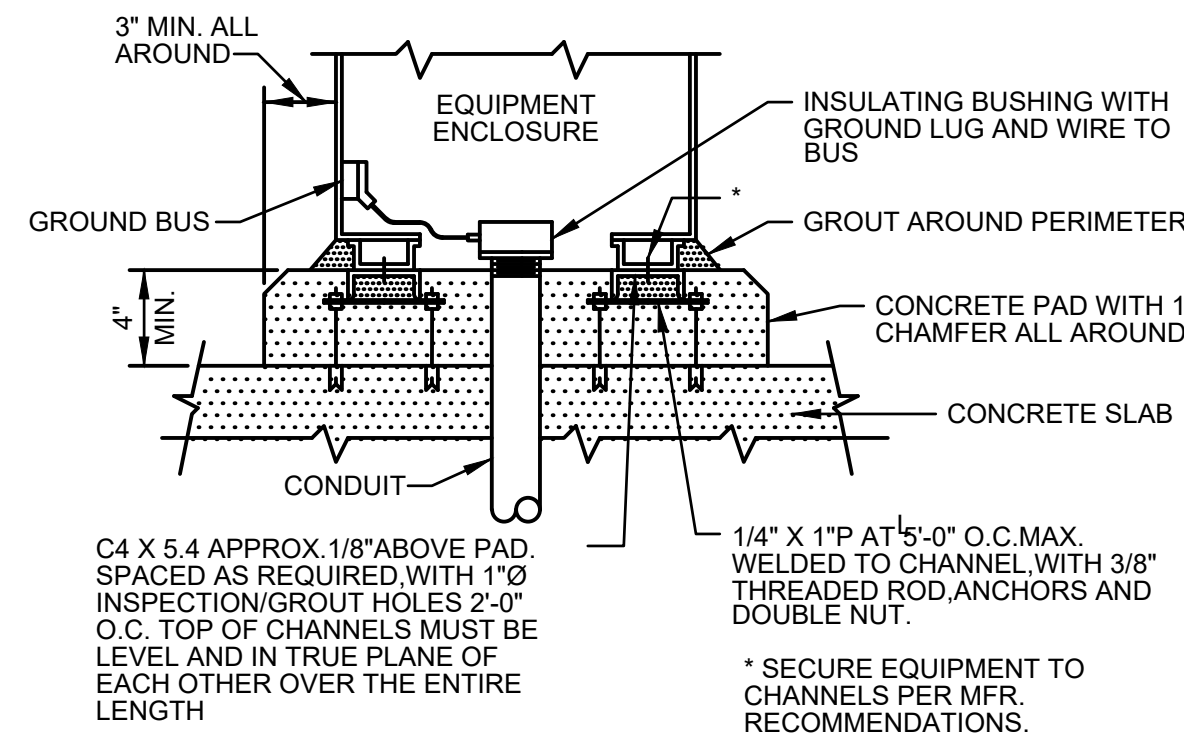 3" MIN. ALL
AROUND
EQUIPMENT
ENCLOSURE
INSULATING BUSHING WITH
GROUND LUG AND WIRE TO
BUS
*
GROUND BUS
GROUT AROUND PERIMETER
4"
MIN.
CONCRETE PAD WITH 1
CHAMFER ALL AROUND
CONCRETE SLAB
CONDUIT
C4 X 5.4 APPROX.1/8"ABOVE PAD.
SPACED AS REQUIRED,WITH 1"Ø
INSPECTION/GROUT HOLES 2'-0"
O.C. TOP OF CHANNELS MUST BE
LEVEL AND IN TRUE PLANE OF
EACH OTHER OVER THE ENTIRE
LENGTH
L
1/4" X 1"P AT 5'-0" O.C.MAX.
WELDED TO CHANNEL,WITH 3/8"
THREADED ROD,ANCHORS AND
DOUBLE NUT.
* SECURE EQUIPMENT TO
CHANNELS PER MFR.
RECOMMENDATIONS.